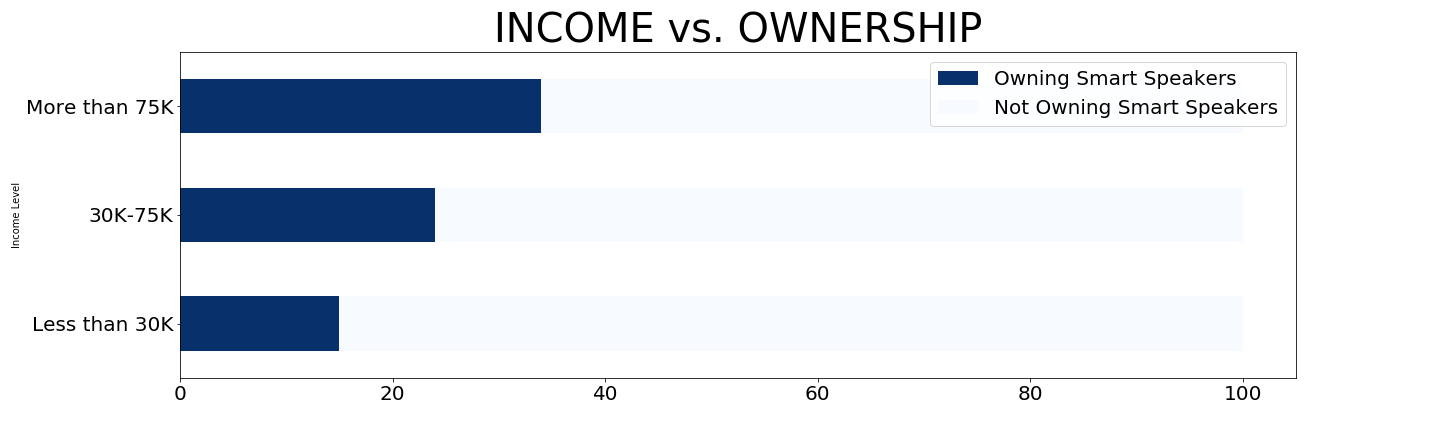 INCOME vs. OWNERSHIP
Owning Smart Speakers
Not Owning Smart Speakers
Income Level
More than 75K
30K-75K
Less than 30K
0 20 40 60 80 100